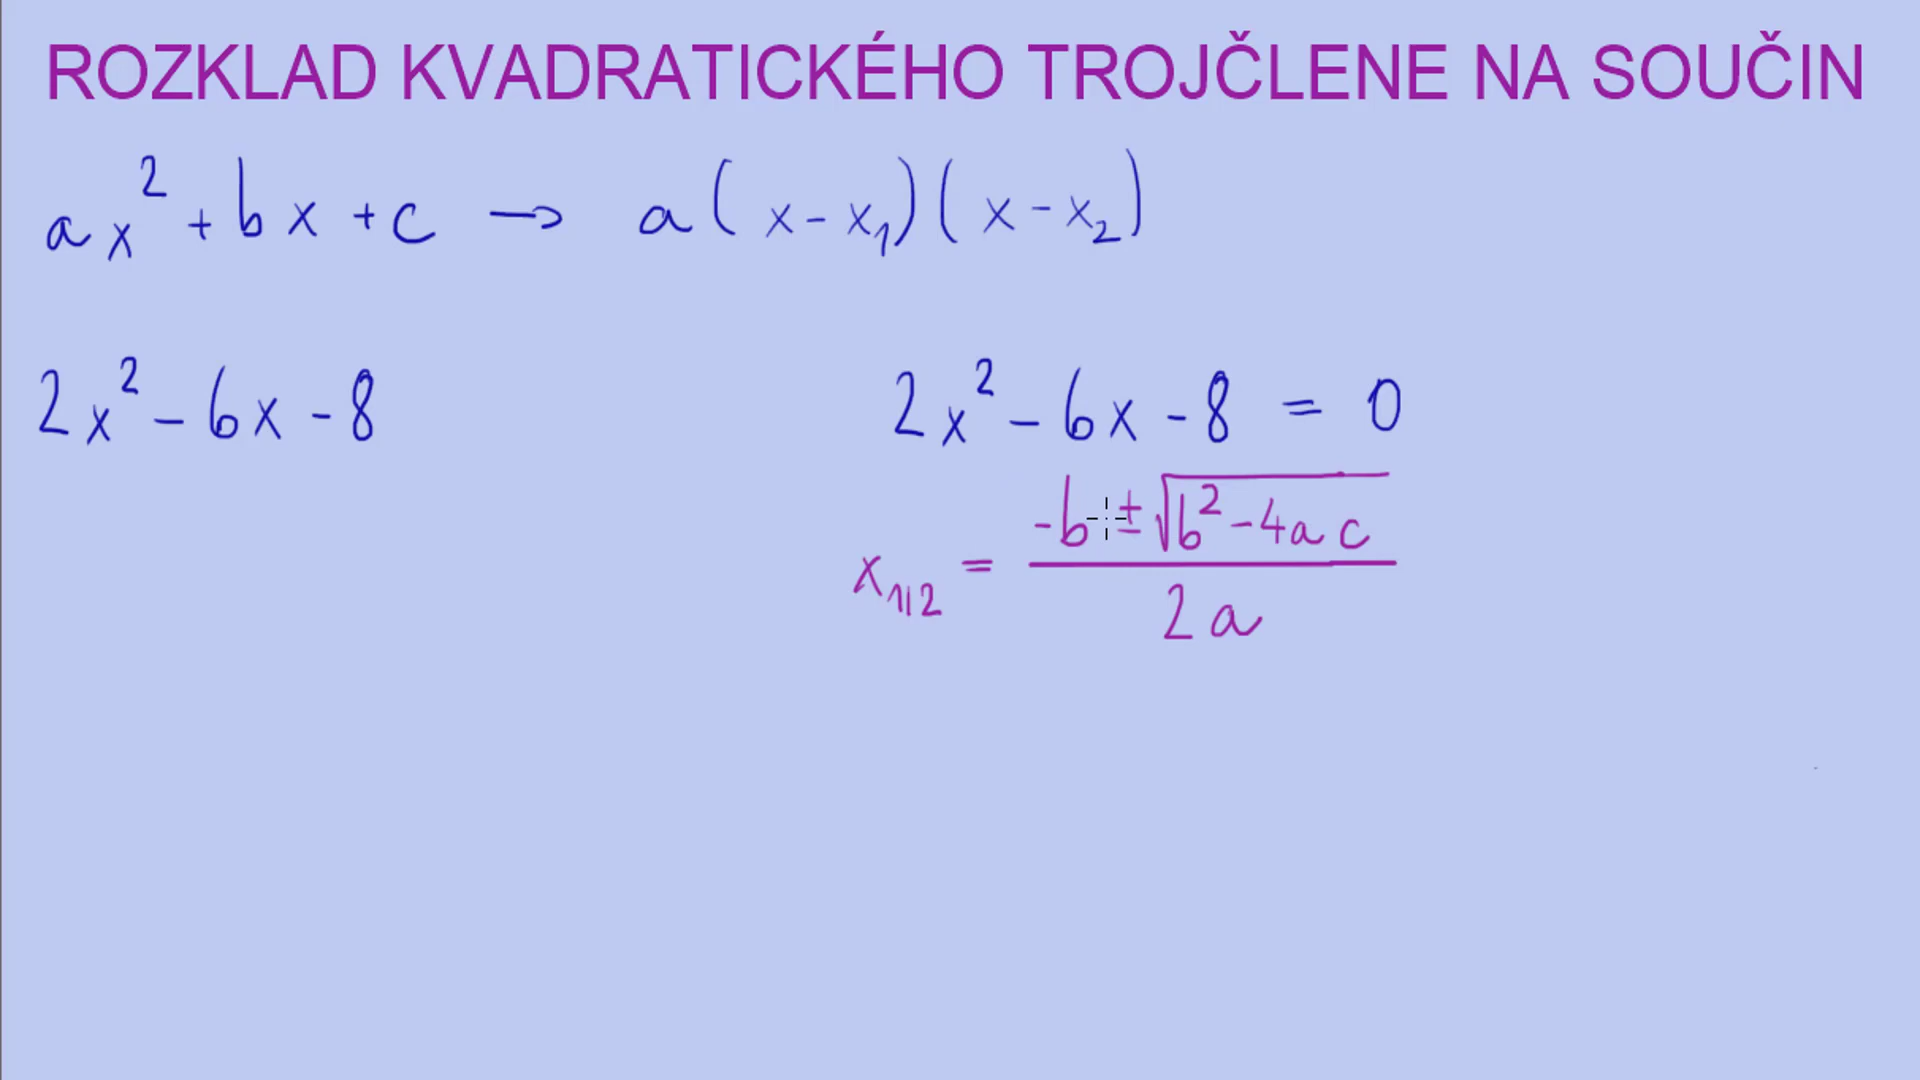 ROZKLAD KVADRATICKÉHO TROJČLENE NA SOUČIN
ax² + bx + c → a(x - x₁)(x - x₂)
2x² - 6x - 8
2x² - 6x - 8 = 0
x₁,₂ = (-b ± √(b² - 4ac)) / 2a